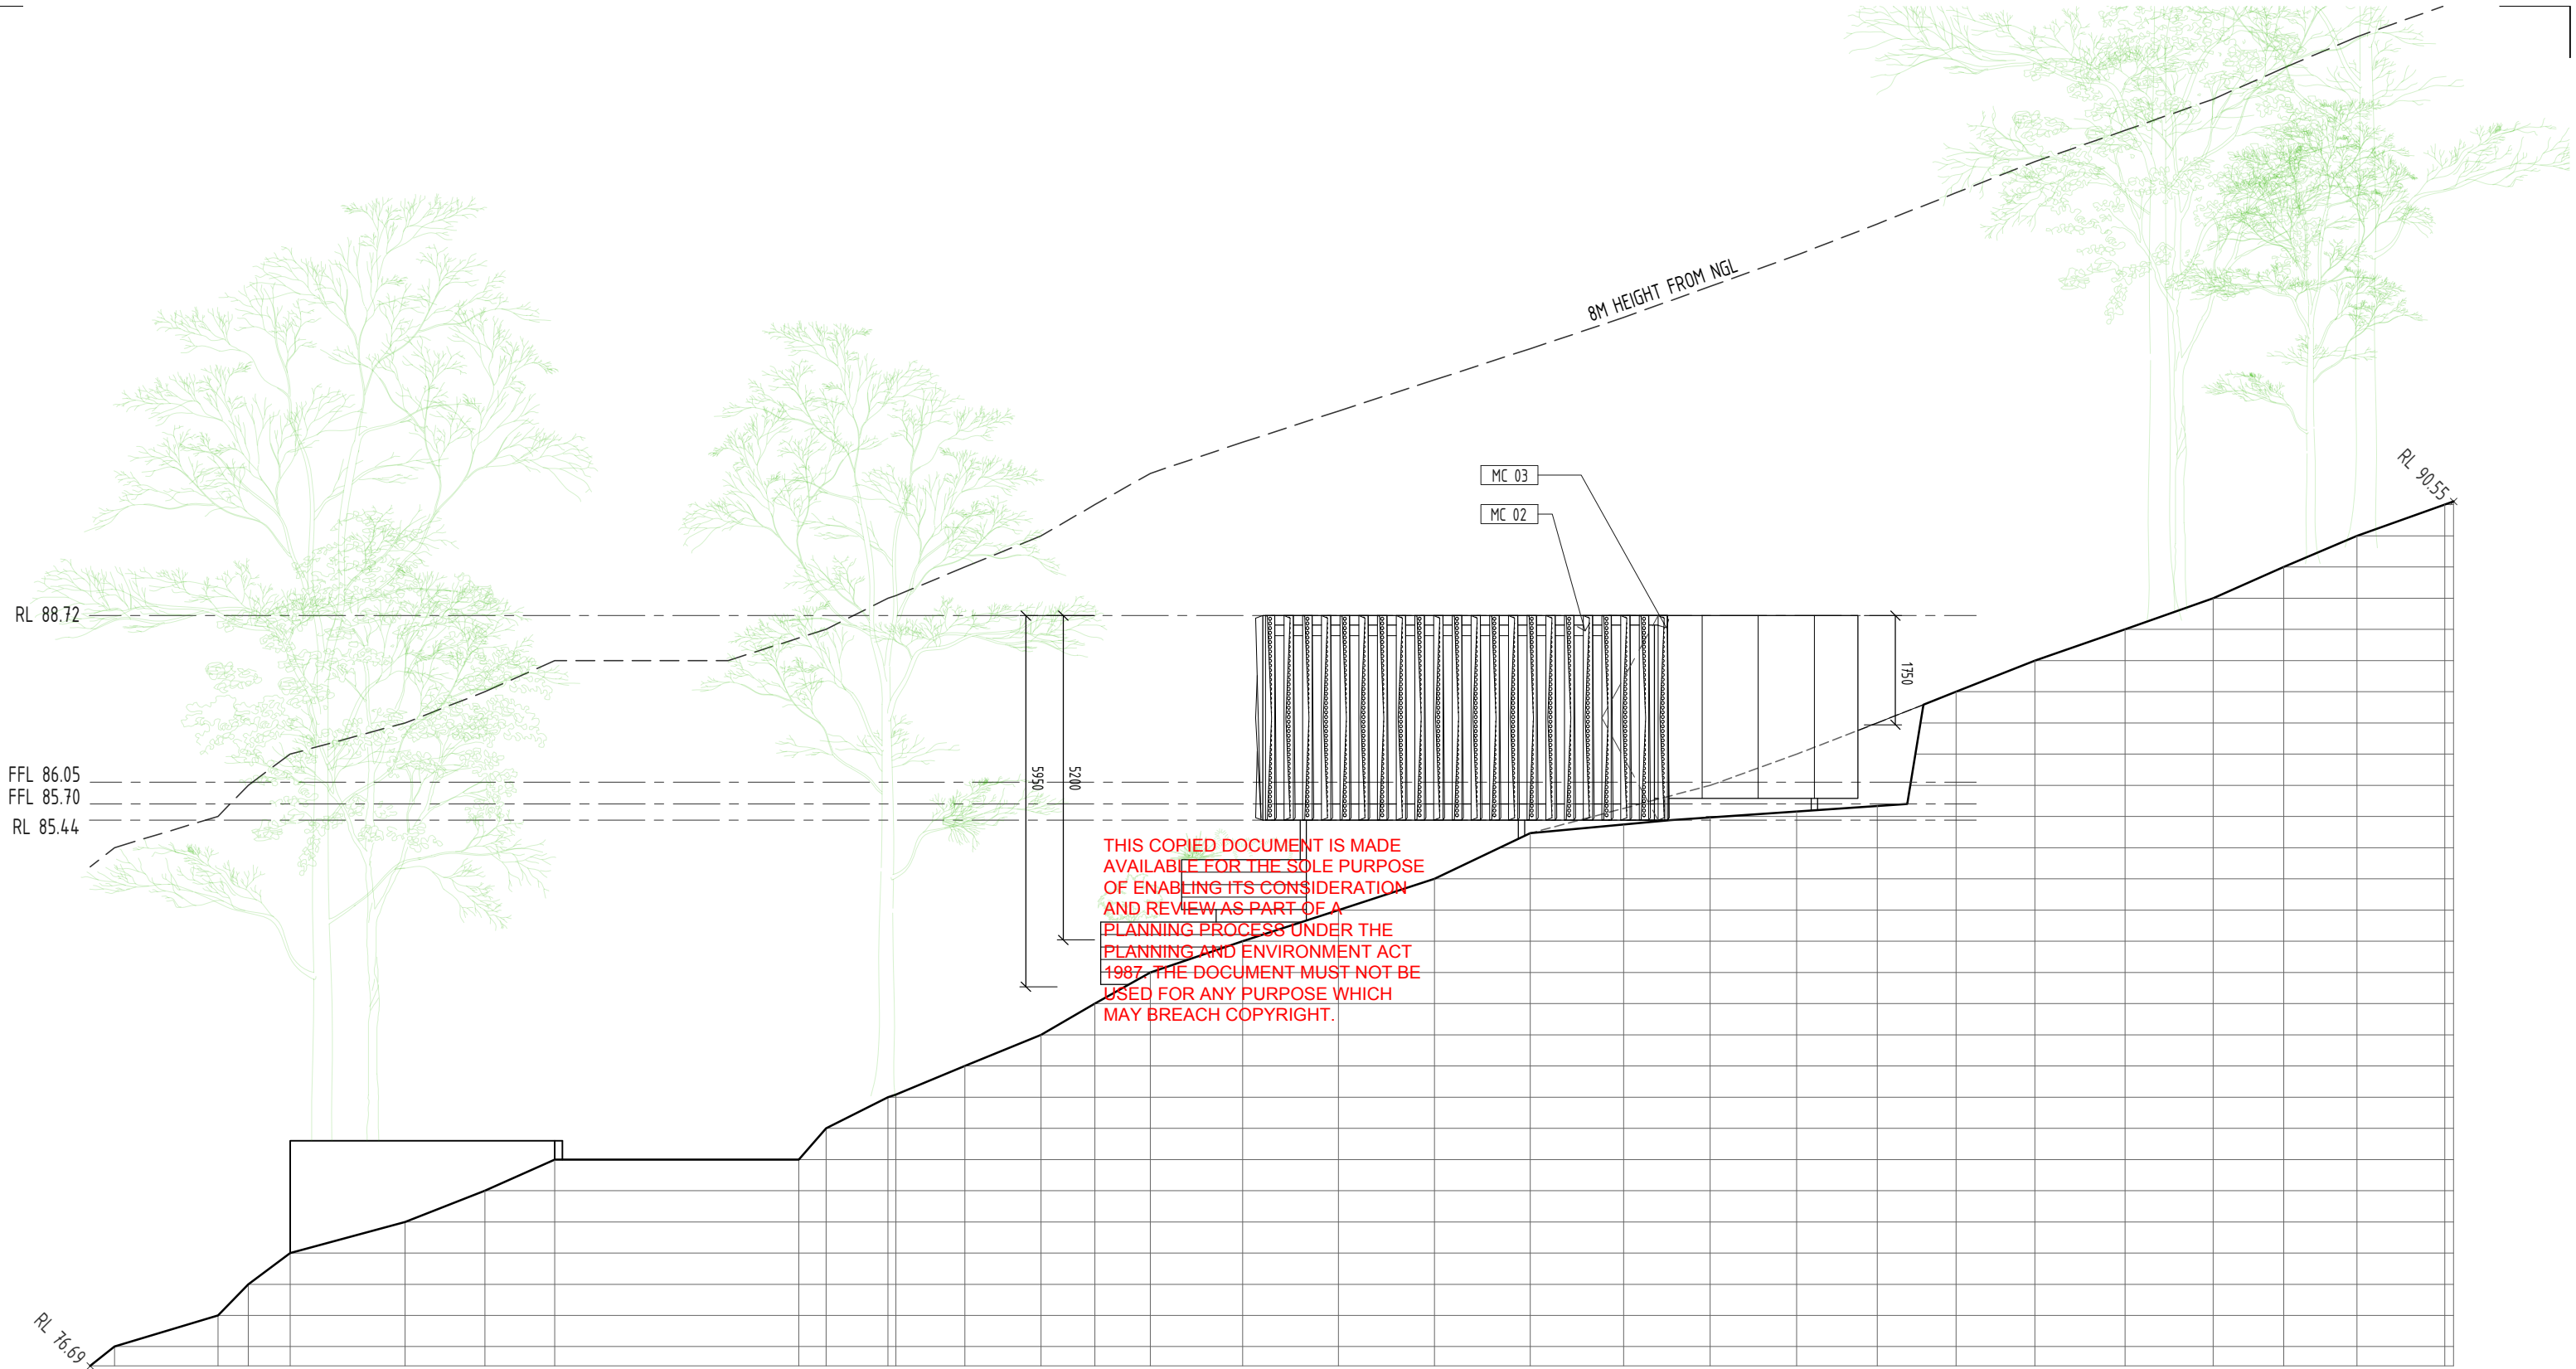 8M HEIGHT FROM NGL
RL 90.55
MC 03
MC 02
RL 88.72
1750
FFL 86.05
FFL 85.70
RL 85.44
5950
5200
THIS COPIED DOCUMENT IS MADE
AVAILABLE FOR THE SOLE PURPOSE
OF ENABLING ITS CONSIDERATION
AND REVIEW AS PART OF A
PLANNING PROCESS UNDER THE
PLANNING AND ENVIRONMENT ACT
1987. THE DOCUMENT MUST NOT BE
USED FOR ANY PURPOSE WHICH
MAY BREACH COPYRIGHT.
RL 76.69